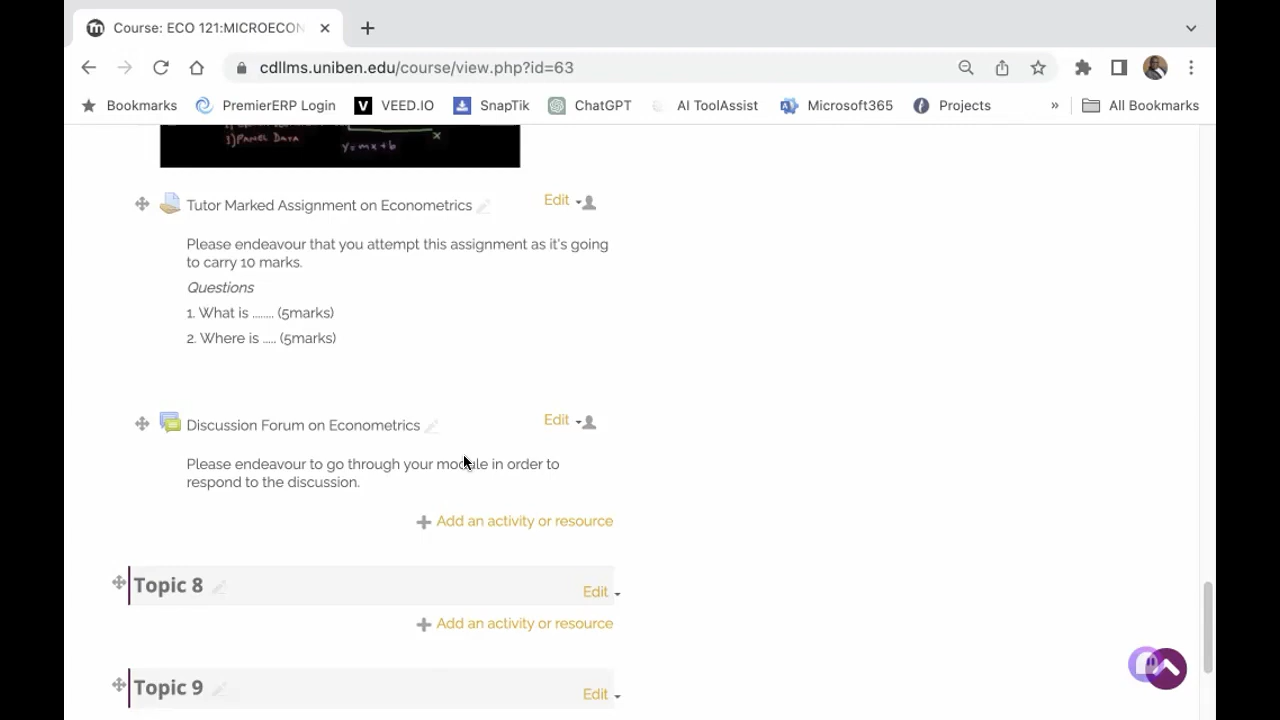 Course: ECO 121:MICROECON
cdllms.uniben.edu/course/view.php?id=63
Bookmarks
PremierERP Login
V VEED.IO
SnapTik
ChatGPT
AI ToolAssist
Microsoft365
Projects
»
All Bookmarks
1) PANEL DATA
x
y=mx+b
Tutor Marked Assignment on Econometrics
Edit
Please endeavour that you attempt this assignment as it's going
to carry 10 marks.
Questions
1. What is ....... (5marks)
2. Where is ..... (5marks)
Discussion Forum on Econometrics
Edit
Please endeavour to go through your module in order to
respond to the discussion.
Add an activity or resource
Topic 8
Edit
Add an activity or resource
Topic 9
Edit